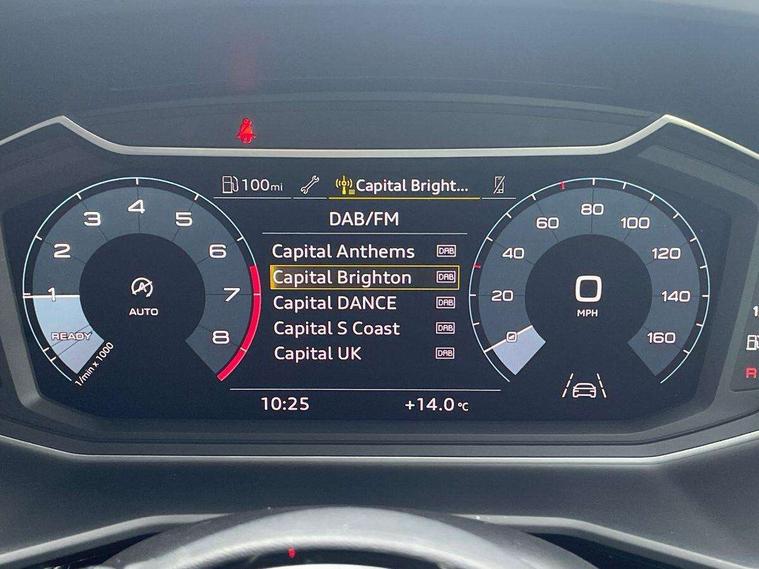 100mi
Capital Bright...
DAB/FM
Capital Anthems DAB
Capital Brighton DAB
Capital DANCE DAB
Capital S Coast DAB
Capital UK DAB
10:25
+14.0 °C
1
2
3
4
5
6
7
8
READY
1/min x 1000
A
AUTO
0
20
40
60
80
100
120
140
160
0
MPH
R